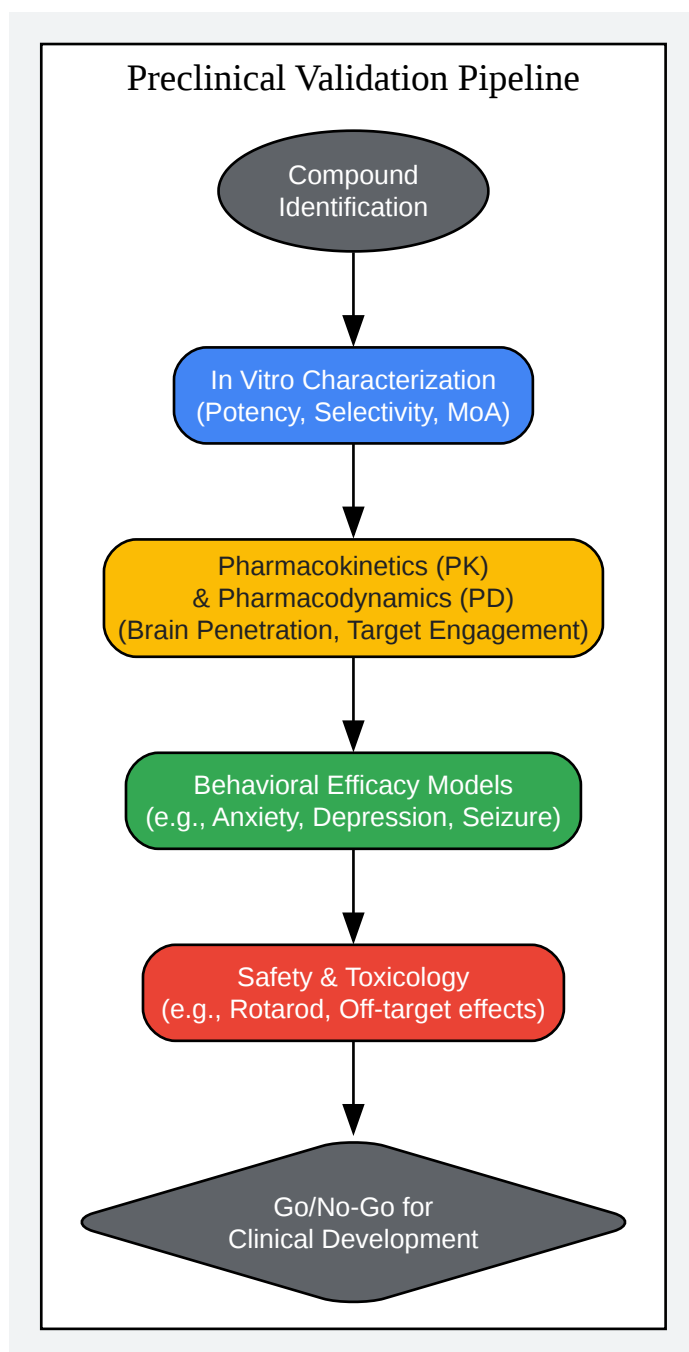 Preclinical Validation Pipeline
Compound
Identification
In Vitro Characterization
(Potency, Selectivity, MoA)
Pharmacokinetics (PK)
& Pharmacodynamics (PD)
(Brain Penetration, Target Engagement)
Behavioral Efficacy Models
(e.g., Anxiety, Depression, Seizure)
Safety & Toxicology
(e.g., Rotarod, Off-target effects)
Go/No-Go for
Clinical Development